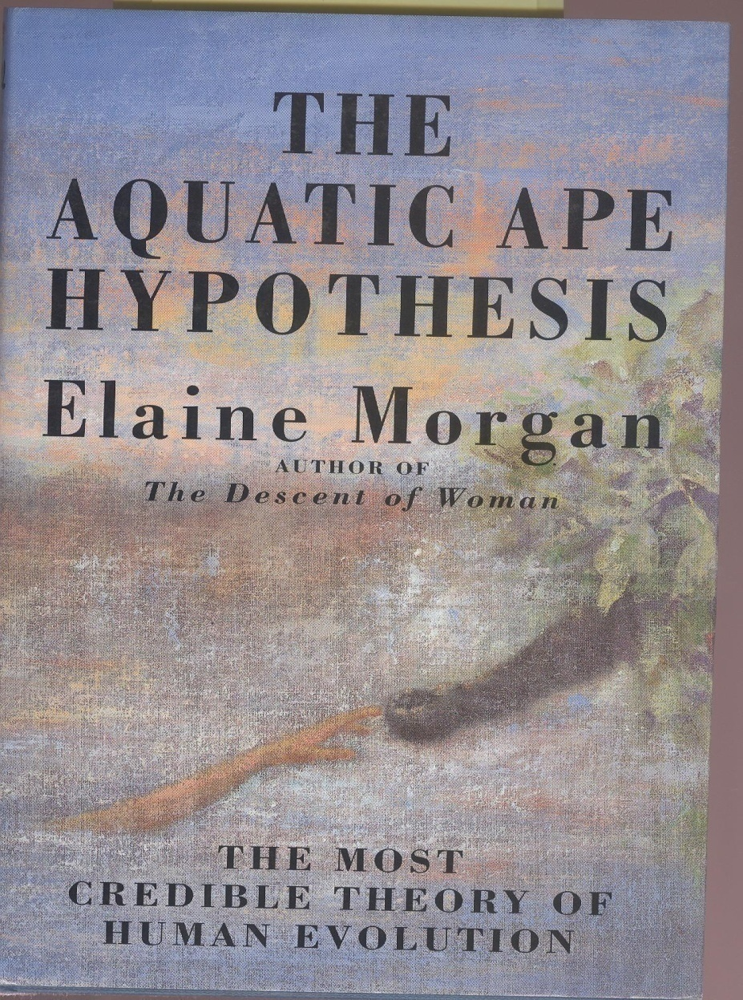 THE
AQUATIC APE
HYPOTHESIS
Elaine Morgan
AUTHOR OF
The Descent of Woman
THE MOST
CREDIBLE THEORY OF
HUMAN EVOLUTION